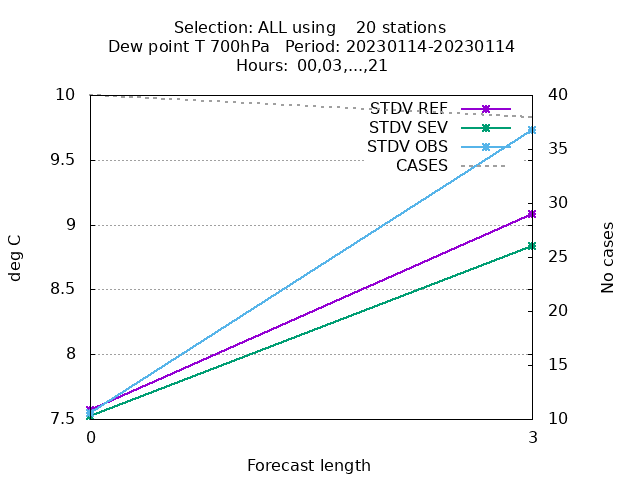 Selection: ALL using    20 stations
Dew point T 700hPa   Period: 20230114-20230114
Hours: 00,03,...,21
10
9.5
9
8.5
8
7.5
deg C
STDV REF
STDV SEV
STDV OBS
CASES
40
35
30
25
20
15
10
No cases
0
3
Forecast length